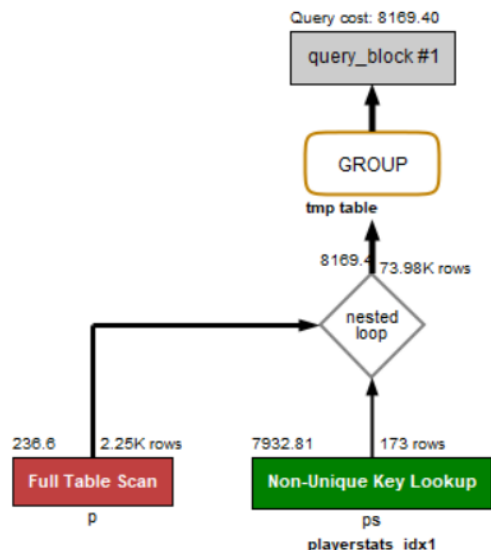 Query cost: 8169.40
query_block #1
GROUP
tmp table
8169.4
73.98K rows
nested
loop
236.6
2.25K rows
7932.81
173 rows
Full Table Scan
Non-Unique Key Lookup
p
ps
playerstats_idx1